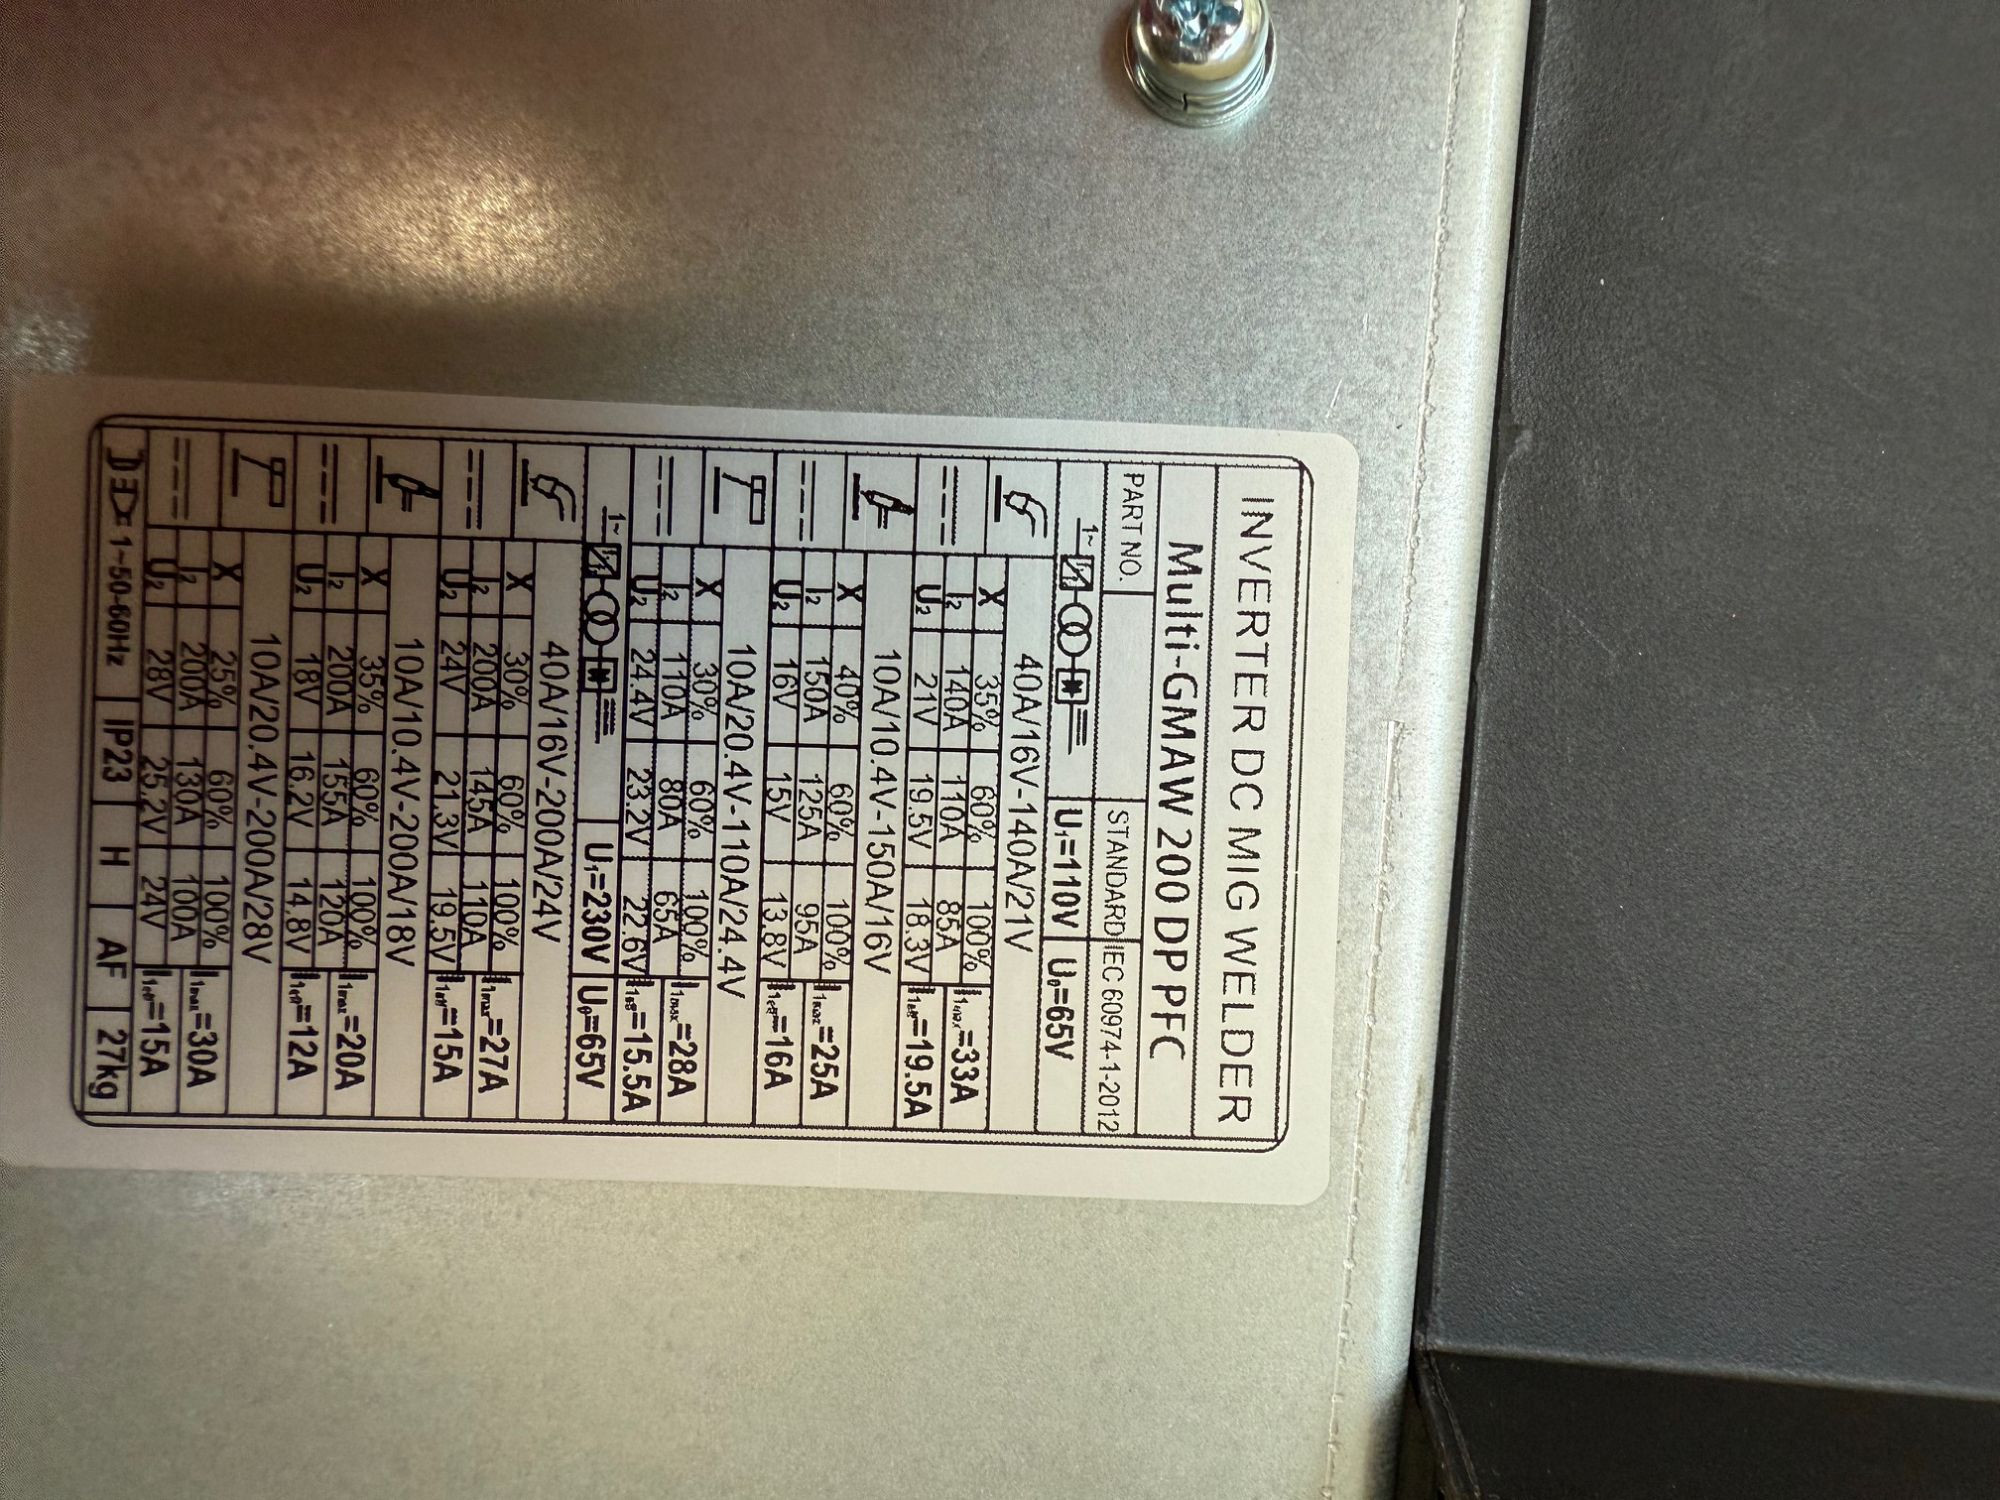 INVERTER DC MIG WELDER
Multi-GMAW 200 DP PFC
PART NO. STANDARD IEC 60974-1-2012
1~ U₁=110V U₀=65V
40A/16V-140A/21V
X 35% 60% 100%
I₂ 140A 110A 85A I₁max=33A
U₂ 21V 19.5V 18.3V I₁eff=19.5A
10A/10.4V-150A/16V
X 40% 60% 100%
I₂ 150A 125A 95A I₁max=25A
U₂ 16V 15V 13.8V I₁eff=16A
10A/20.4V-110A/24.4V
X 30% 60% 100%
I₂ 110A 80A 65A I₁max=28A
U₂ 24.4V 23.2V 22.6V I₁eff=15.5A
1~ U₁=230V U₀=65V
40A/16V-200A/24V
X 30% 60% 100%
I₂ 200A 145A 110A I₁max=27A
U₂ 24V 21.3V 19.5V I₁eff=15A
10A/10.4V-200A/18V
X 35% 60% 100%
I₂ 200A 155A 120A I₁max=20A
U₂ 18V 16.2V 14.8V I₁eff=12A
10A/20.4V-200A/28V
X 25% 60% 100%
I₂ 200A 130A 100A I₁max=30A
U₂ 28V 25.2V 24V I₁eff=15A
1~50-60Hz IP23 H AF 27kg